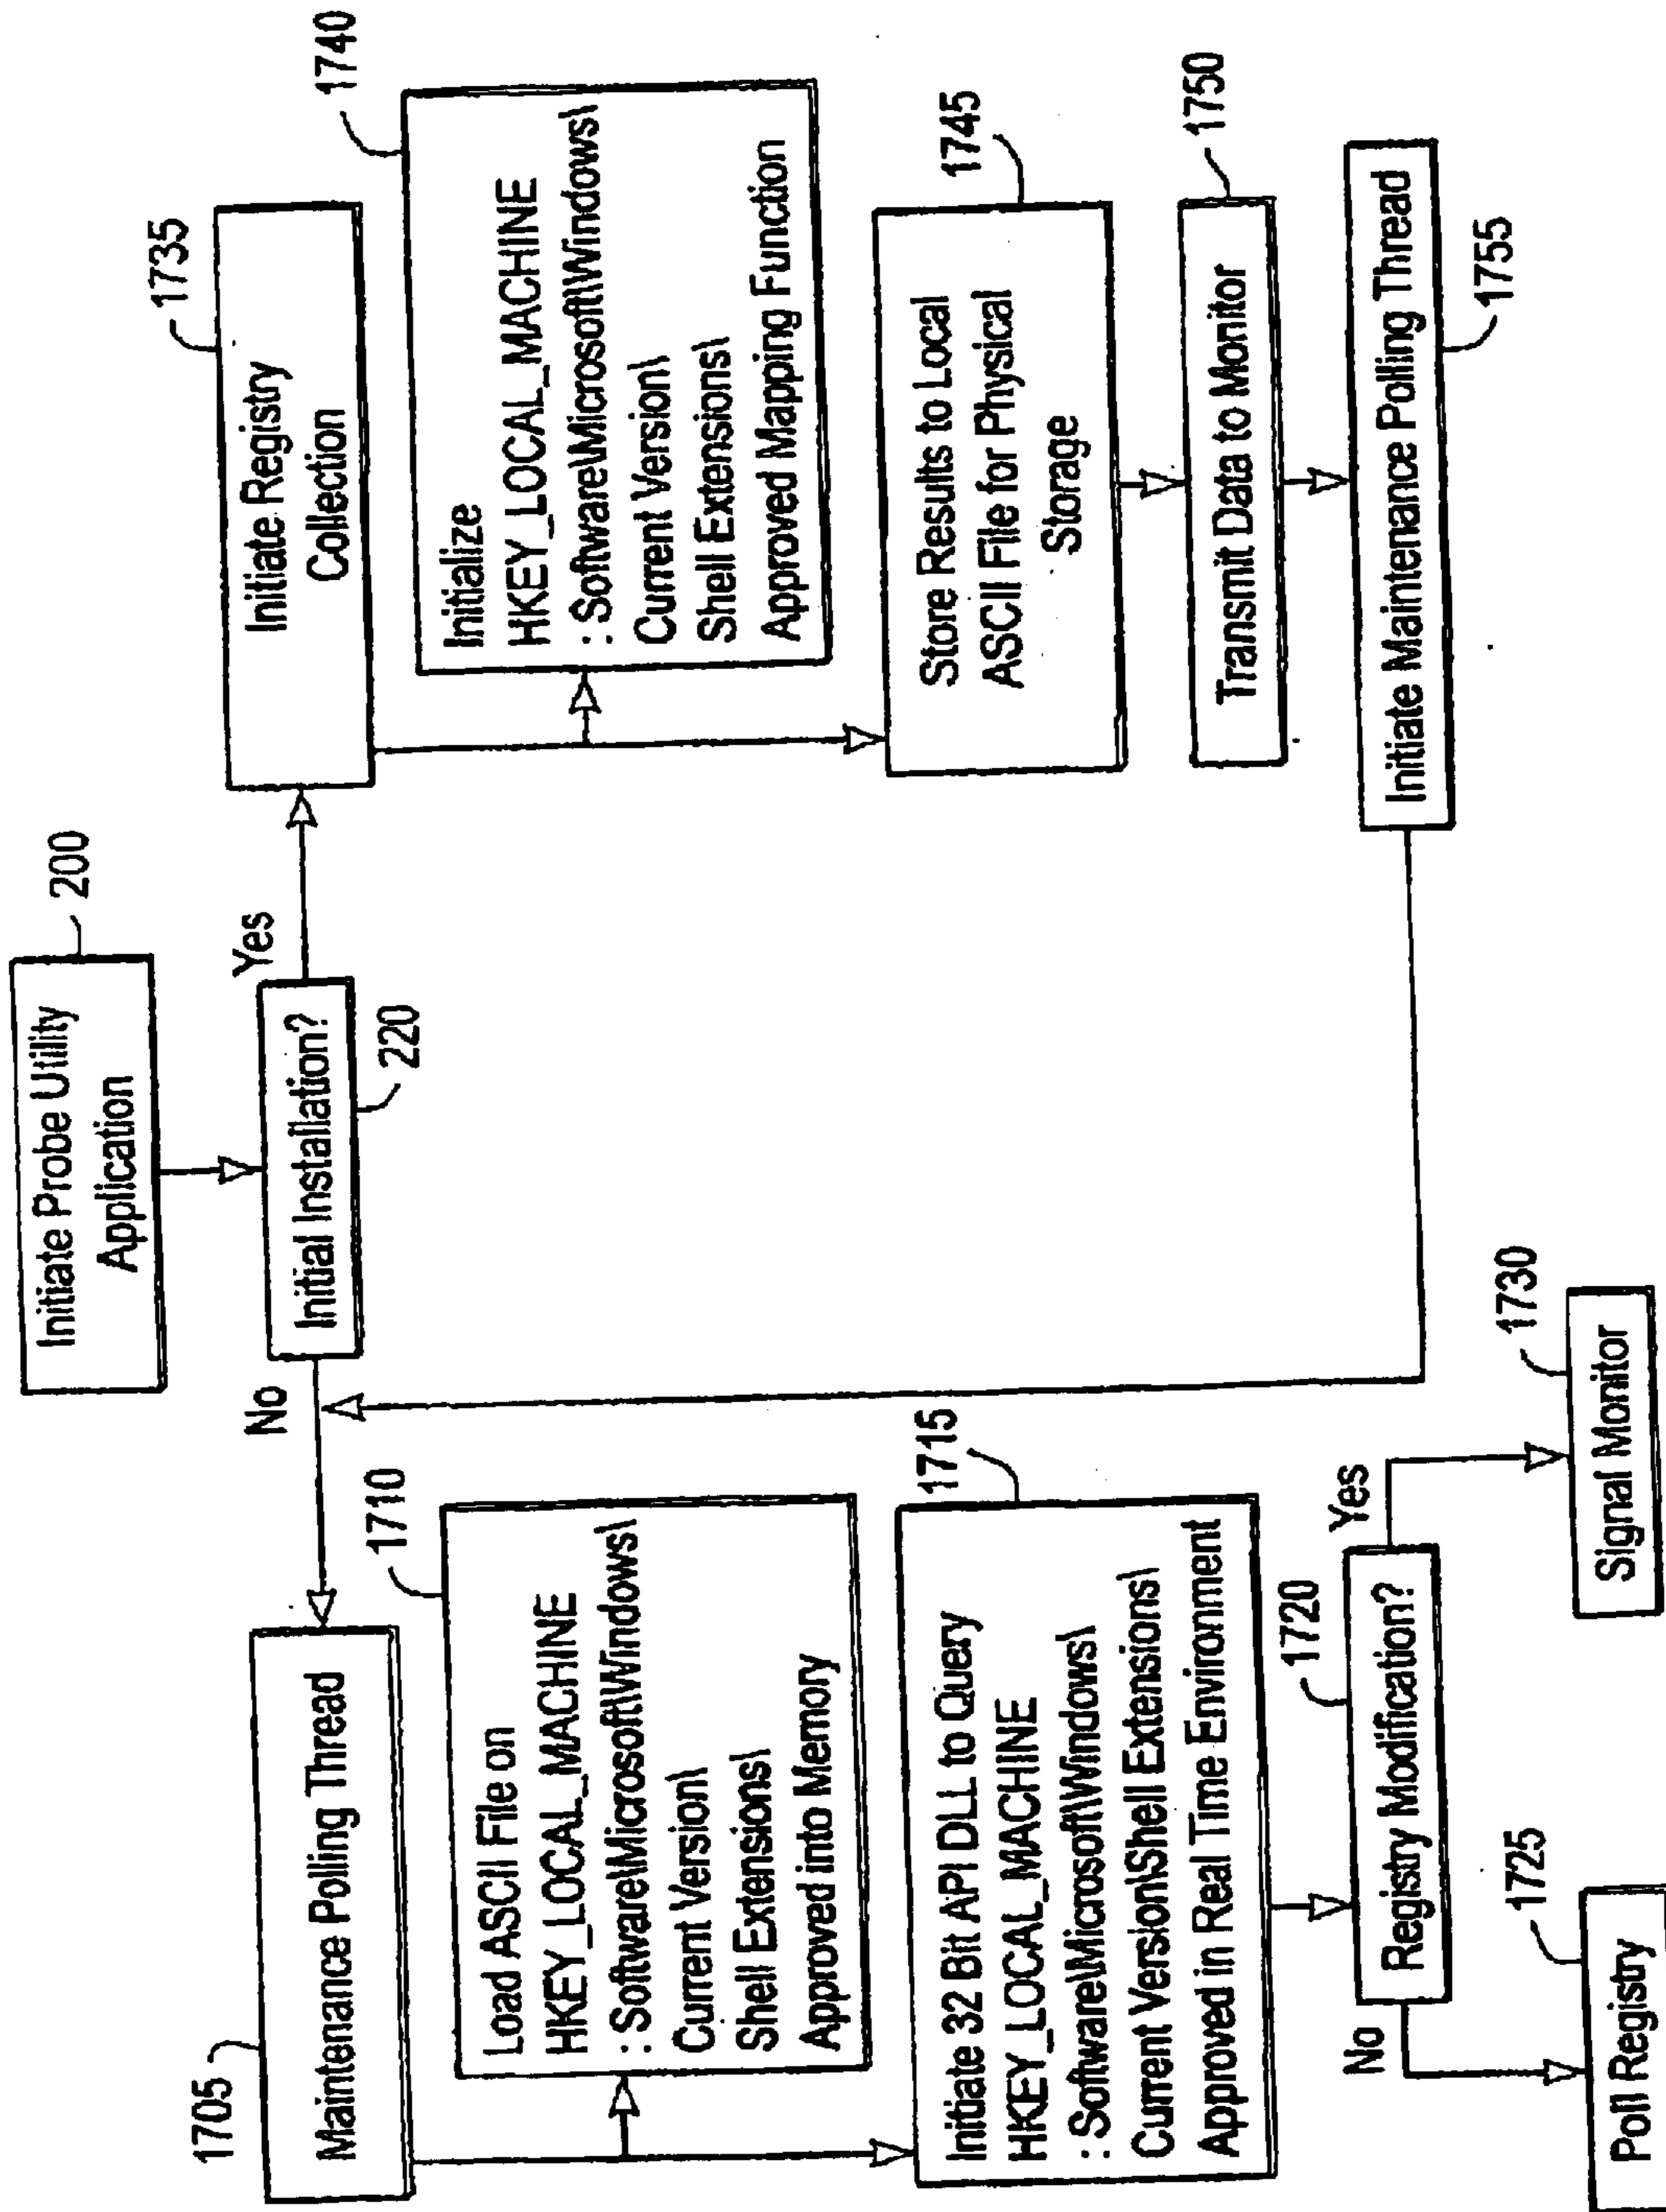 Initiate Probe Utility
Application
200
Initial Installation?
220
Yes
No
1705
Maintenance Polling Thread
1710
Load ASCII File on
HKEY_LOCAL_MACHINE
: Software\Microsoft\Windows\
Current Version\
Shell Extensions\
Approved into Memory
1715
Initiate 32 Bit API DLL to Query
HKEY_LOCAL_MACHINE
: Software\Microsoft\Windows\
Current Version\Shell Extensions\
Approved in Real Time Environment
1720
Registry Modification?
No
Yes
1725
Poll Registry
1730
Signal Monitor
1735
Initiate Registry
Collection
1740
Initialize
HKEY_LOCAL_MACHINE
: Software\Microsoft\Windows\
Current Version\
Shell Extensions\
Approved Mapping Function
1745
Store Results to Local
ASCII File for Physical
Storage
1750
Transmit Data to Monitor
Initiate Maintenance Polling Thread
1755